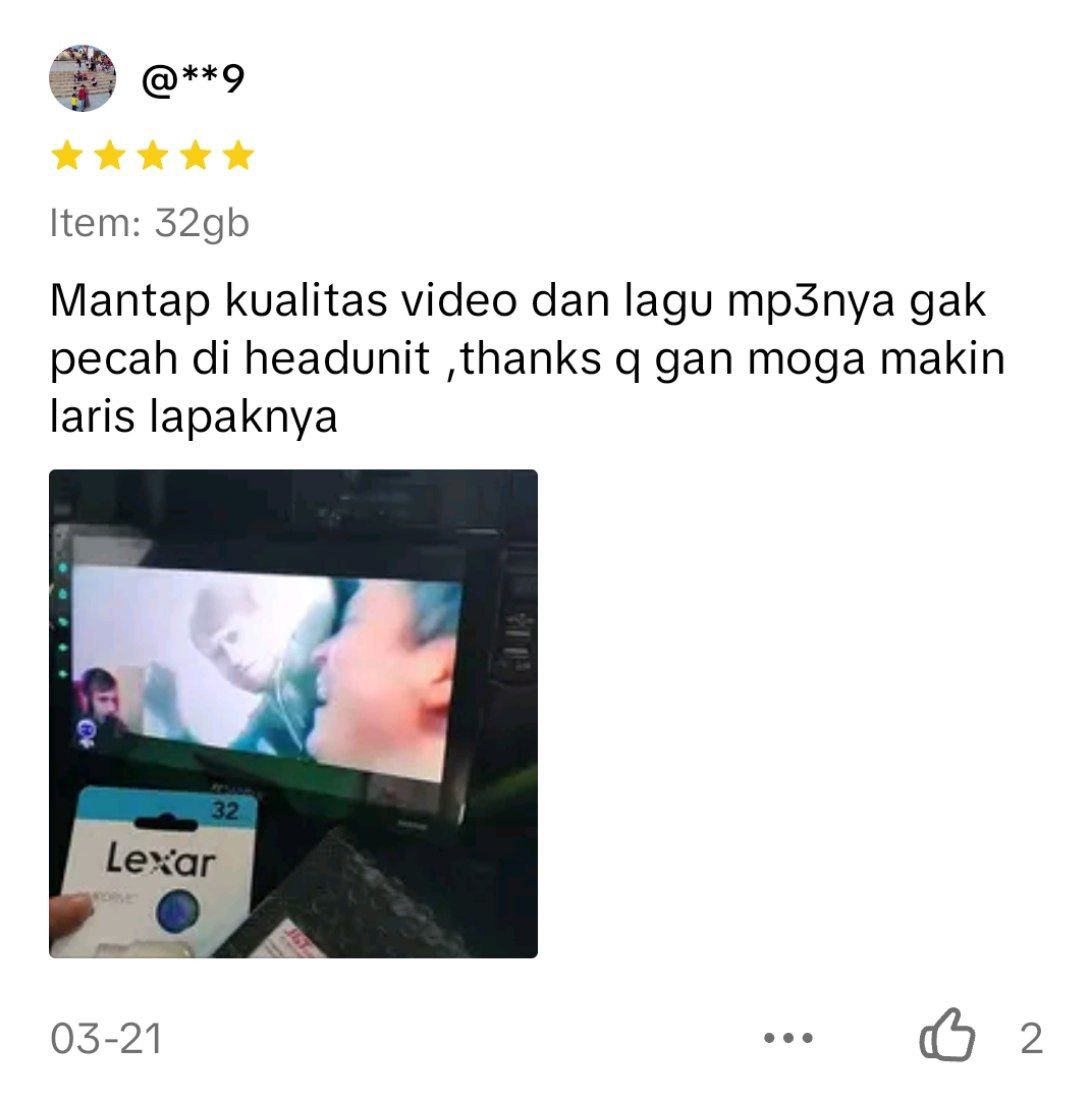 @**9
Item: 32gb
Mantap kualitas video dan lagu mp3nya gak
pecah di headunit ,thanks q gan moga makin
laris lapaknya
32
Lexar
03-21
2